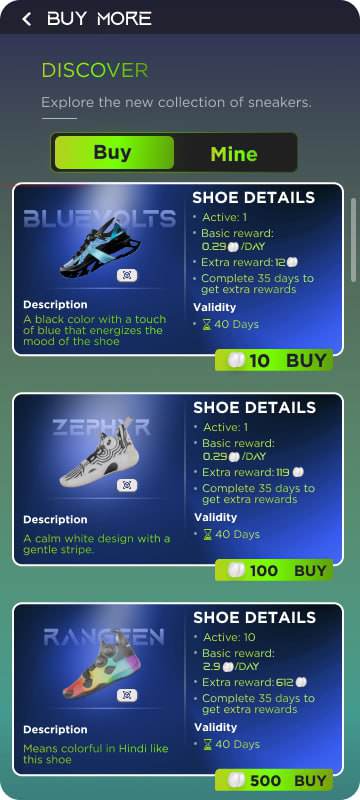 BUY MORE
DISCOVER
Explore the new collection of sneakers.
Buy
Mine
BLUEVOLTS
SHOE DETAILS
• Active: 1
• Basic reward:
0.29 /DAY
• Extra reward:12
• Complete 35 days to
get extra rewards
Description
A black color with a touch
of blue that energizes the
mood of the shoe
Validity
• 40 Days
10 BUY
ZEPHYR
SHOE DETAILS
• Active: 1
• Basic reward:
0.29 /DAY
• Extra reward:119
• Complete 35 days to
get extra rewards
Description
A calm white design with a
gentle stripe.
Validity
• 40 Days
100 BUY
RANGEEN
SHOE DETAILS
• Active: 10
• Basic reward:
2.9 /DAY
• Extra reward:612
• Complete 35 days to
get extra rewards
Description
Means colorful in Hindi like
this shoe
Validity
• 40 Days
500 BUY